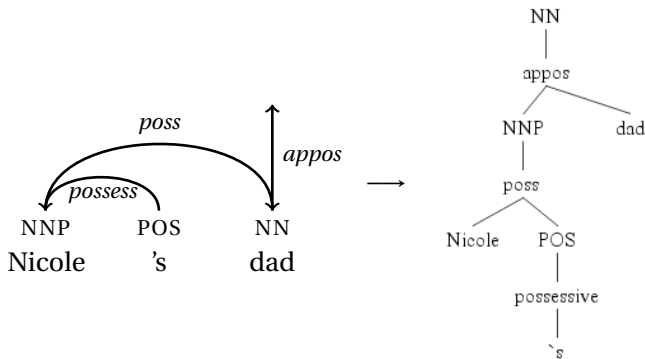 poss
appos
possess
NNP POS NN
Nicole 's dad
NN
appos
NNP dad
poss
Nicole POS
possessive
`s